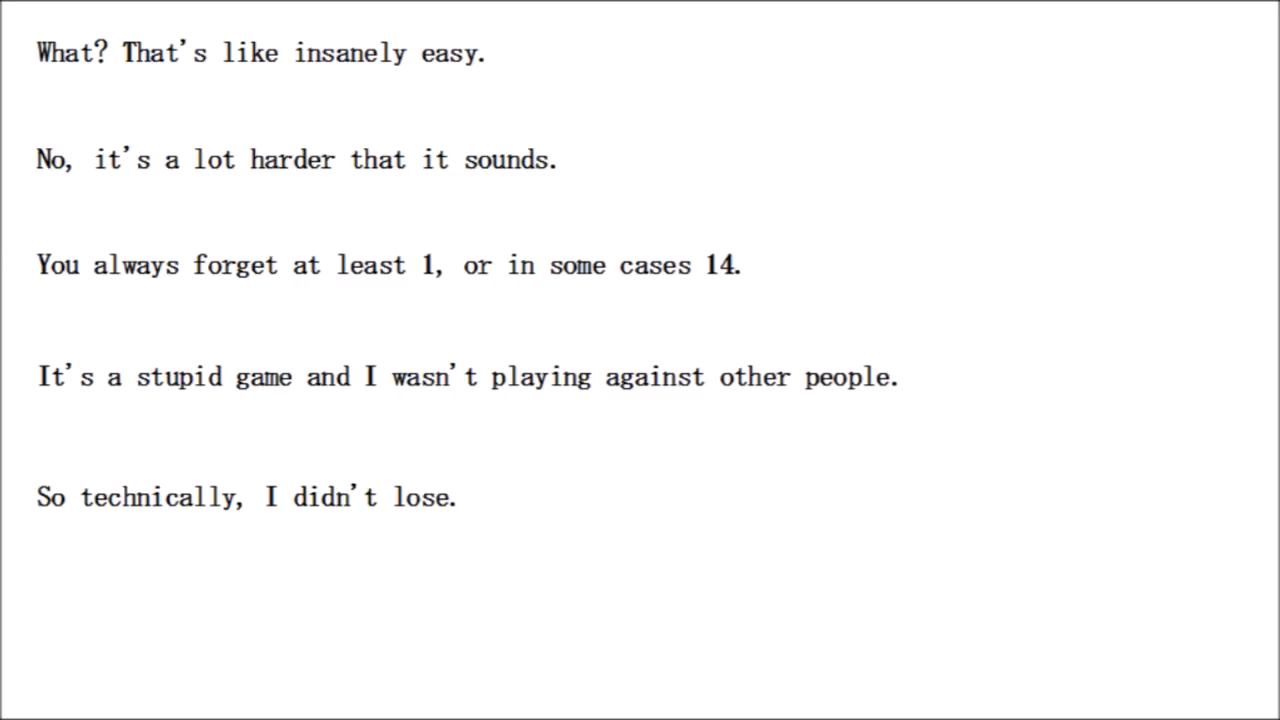 What? That's like insanely easy.
No, it's a lot harder that it sounds.
You always forget at least 1, or in some cases 14.
It's a stupid game and I wasn't playing against other people.
So technically, I didn't lose.